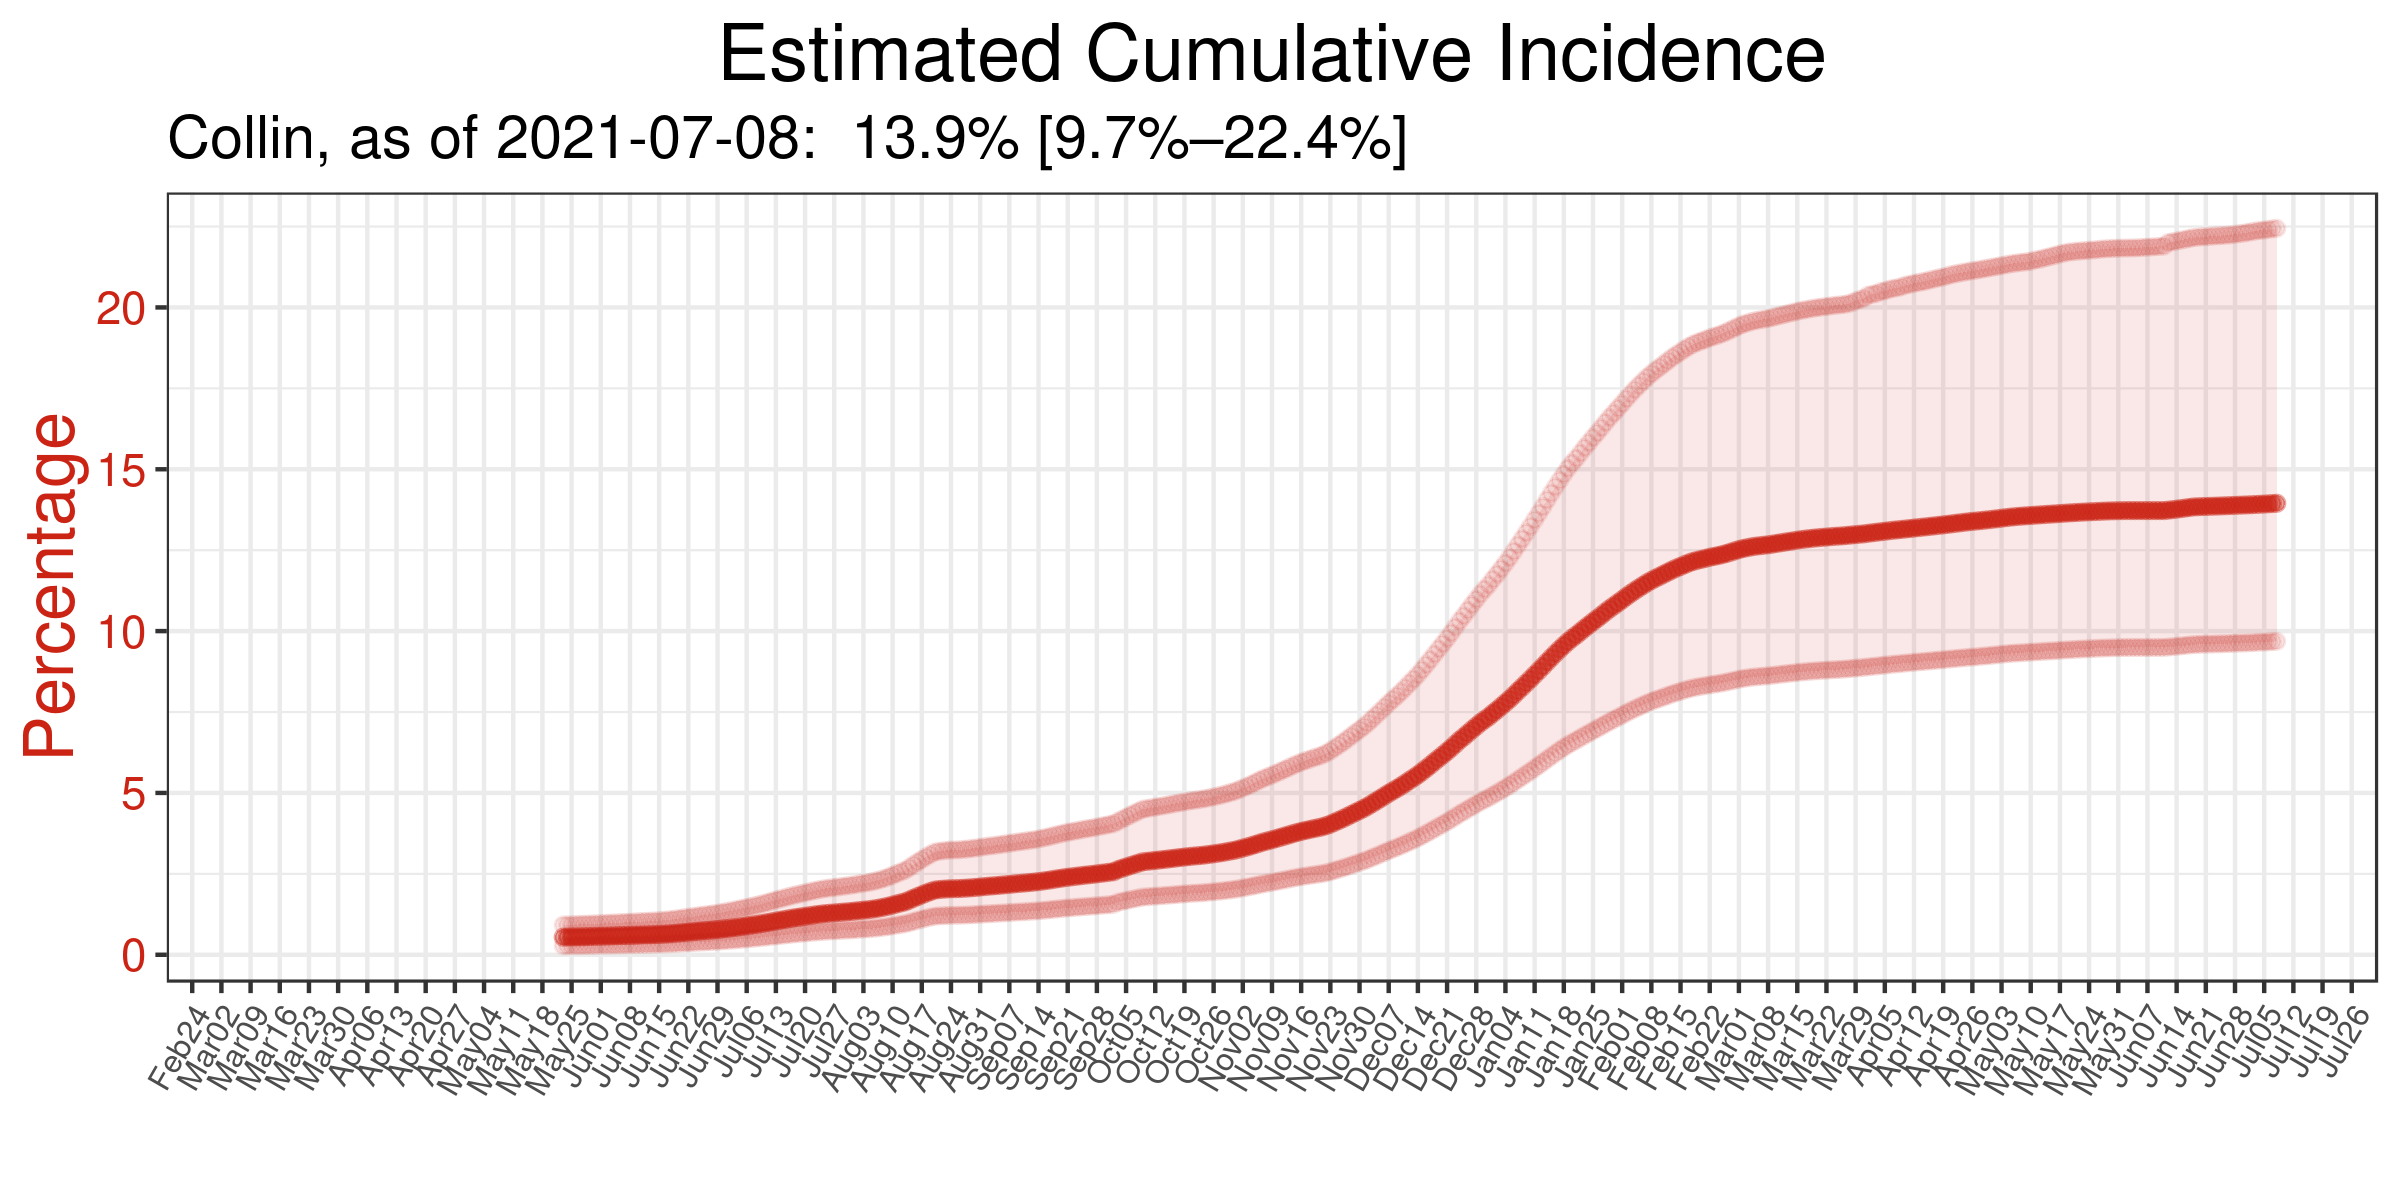 Estimated Cumulative Incidence
Collin, as of 2021-07-08:  13.9% [9.7%–22.4%]
Percentage
20
15
10
5
0
Feb24
Mar02
Mar09
Mar16
Mar23
Mar30
Apr06
Apr13
Apr20
Apr27
May04
May11
May18
May25
Jun01
Jun08
Jun15
Jun22
Jun29
Jul06
Jul13
Jul20
Jul27
Aug03
Aug10
Aug17
Aug24
Aug31
Sep07
Sep14
Sep21
Sep28
Oct05
Oct12
Oct19
Oct26
Nov02
Nov09
Nov16
Nov23
Nov30
Dec07
Dec14
Dec21
Dec28
Jan04
Jan11
Jan18
Jan25
Feb01
Feb08
Feb15
Feb22
Mar01
Mar08
Mar15
Mar22
Mar29
Apr05
Apr12
Apr19
Apr26
May03
May10
May17
May24
May31
Jun07
Jun14
Jun21
Jun28
Jul05
Jul12
Jul19
Jul26